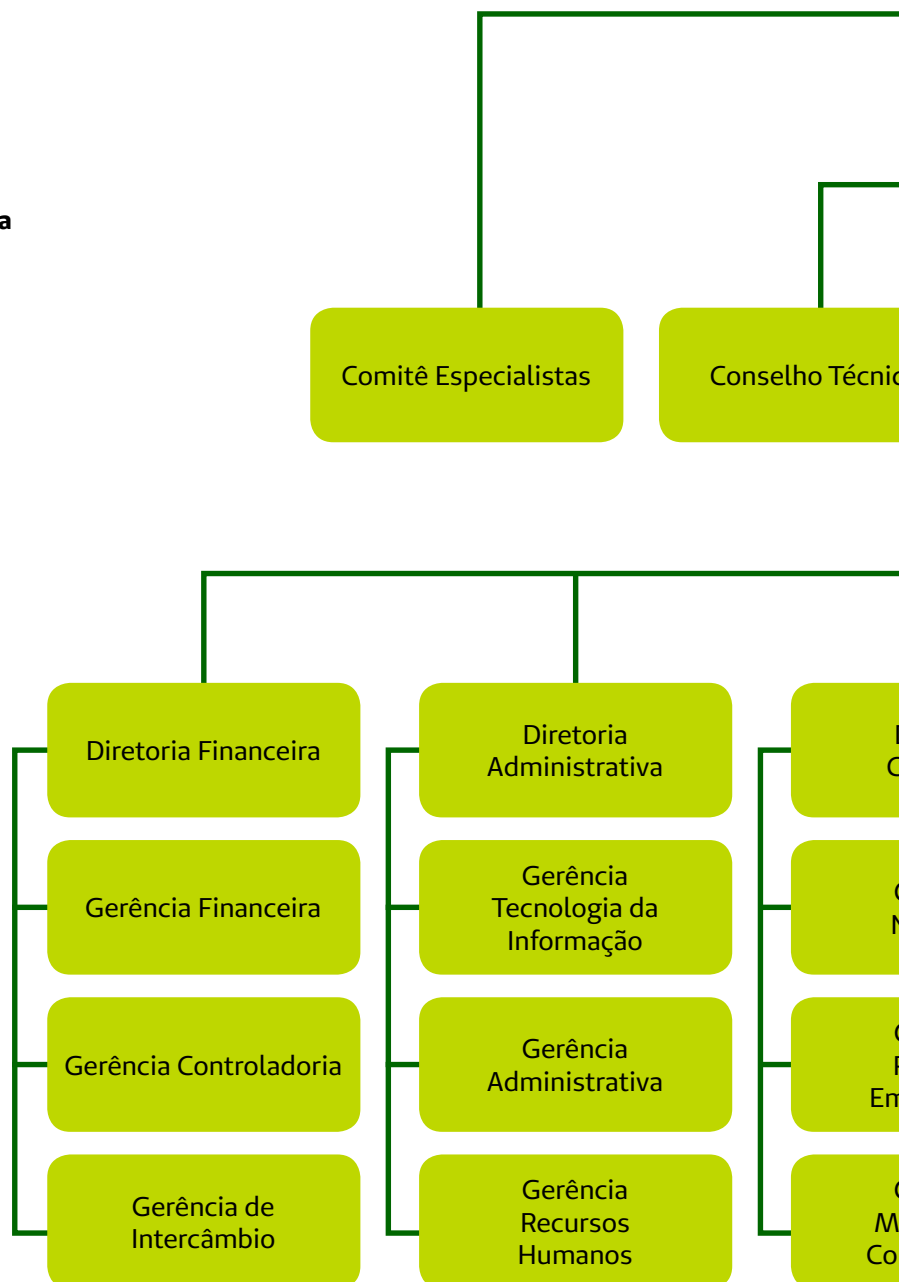 Comitê Especialistas
Diretoria Financeira
Diretoria
Administrativa
Gerência Financeira
Gerência
Tecnologia da
Informação
Gerência Controladoria
Gerência
Administrativa
Gerência de
Intercâmbio
Gerência
Recursos
Humanos
Conselho